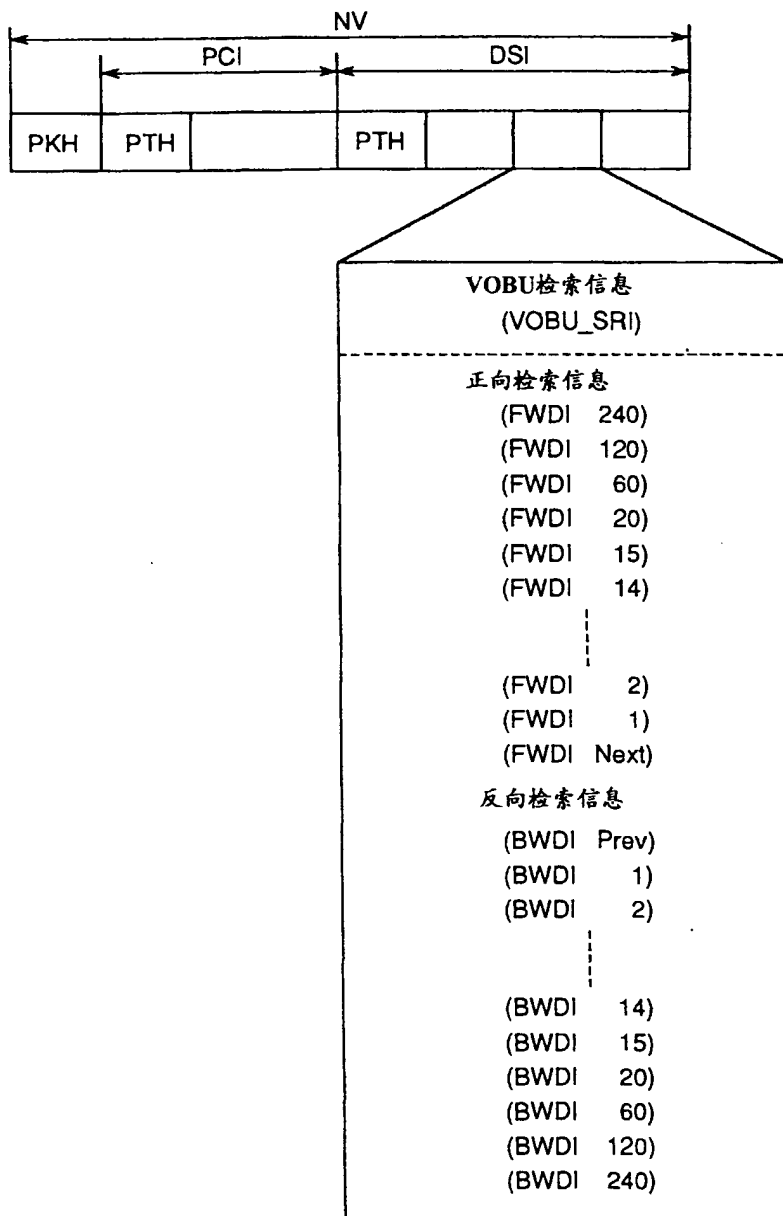 NV
PCI DSI
PKH PTH PTH
VOBU检索信息
(VOBU_SRI)
正向检索信息
(FWDI 240)
(FWDI 120)
(FWDI 60)
(FWDI 20)
(FWDI 15)
(FWDI 14)
(FWDI 2)
(FWDI 1)
(FWDI Next)
反向检索信息
(BWDI Prev)
(BWDI 1)
(BWDI 2)
(BWDI 14)
(BWDI 15)
(BWDI 20)
(BWDI 60)
(BWDI 120)
(BWDI 240)